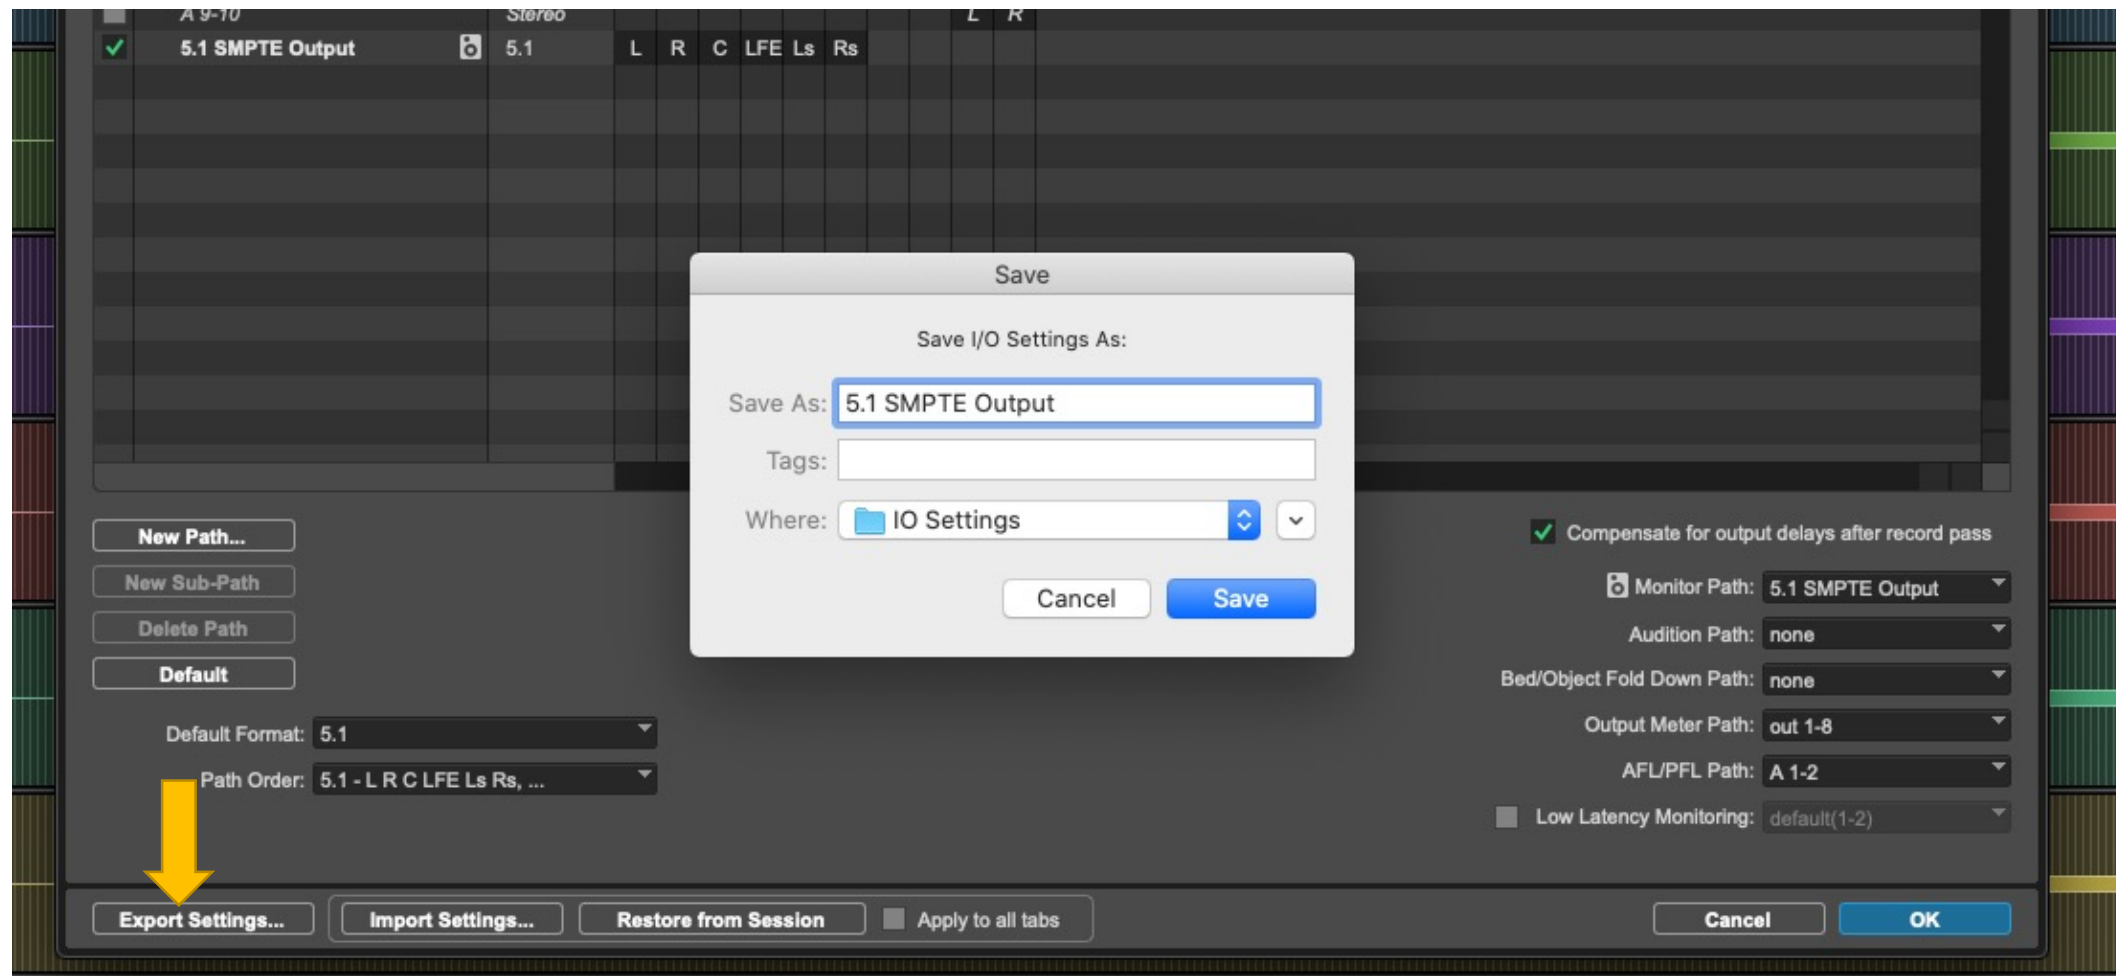 A 9-10 Stereo L R
5.1 SMPTE Output 5.1 L R C LFE Ls Rs
Save
Save I/O Settings As:
Save As: 5.1 SMPTE Output
Tags:
Where: IO Settings
Cancel Save
New Path...
New Sub-Path
Delete Path
Default
Default Format: 5.1
Path Order: 5.1 - L R C LFE Ls Rs, ...
Compensate for output delays after record pass
Monitor Path: 5.1 SMPTE Output
Audition Path: none
Bed/Object Fold Down Path: none
Output Meter Path: out 1-8
AFL/PFL Path: A 1-2
Low Latency Monitoring: default(1-2)
Export Settings... Import Settings... Restore from Session Apply to all tabs Cancel OK